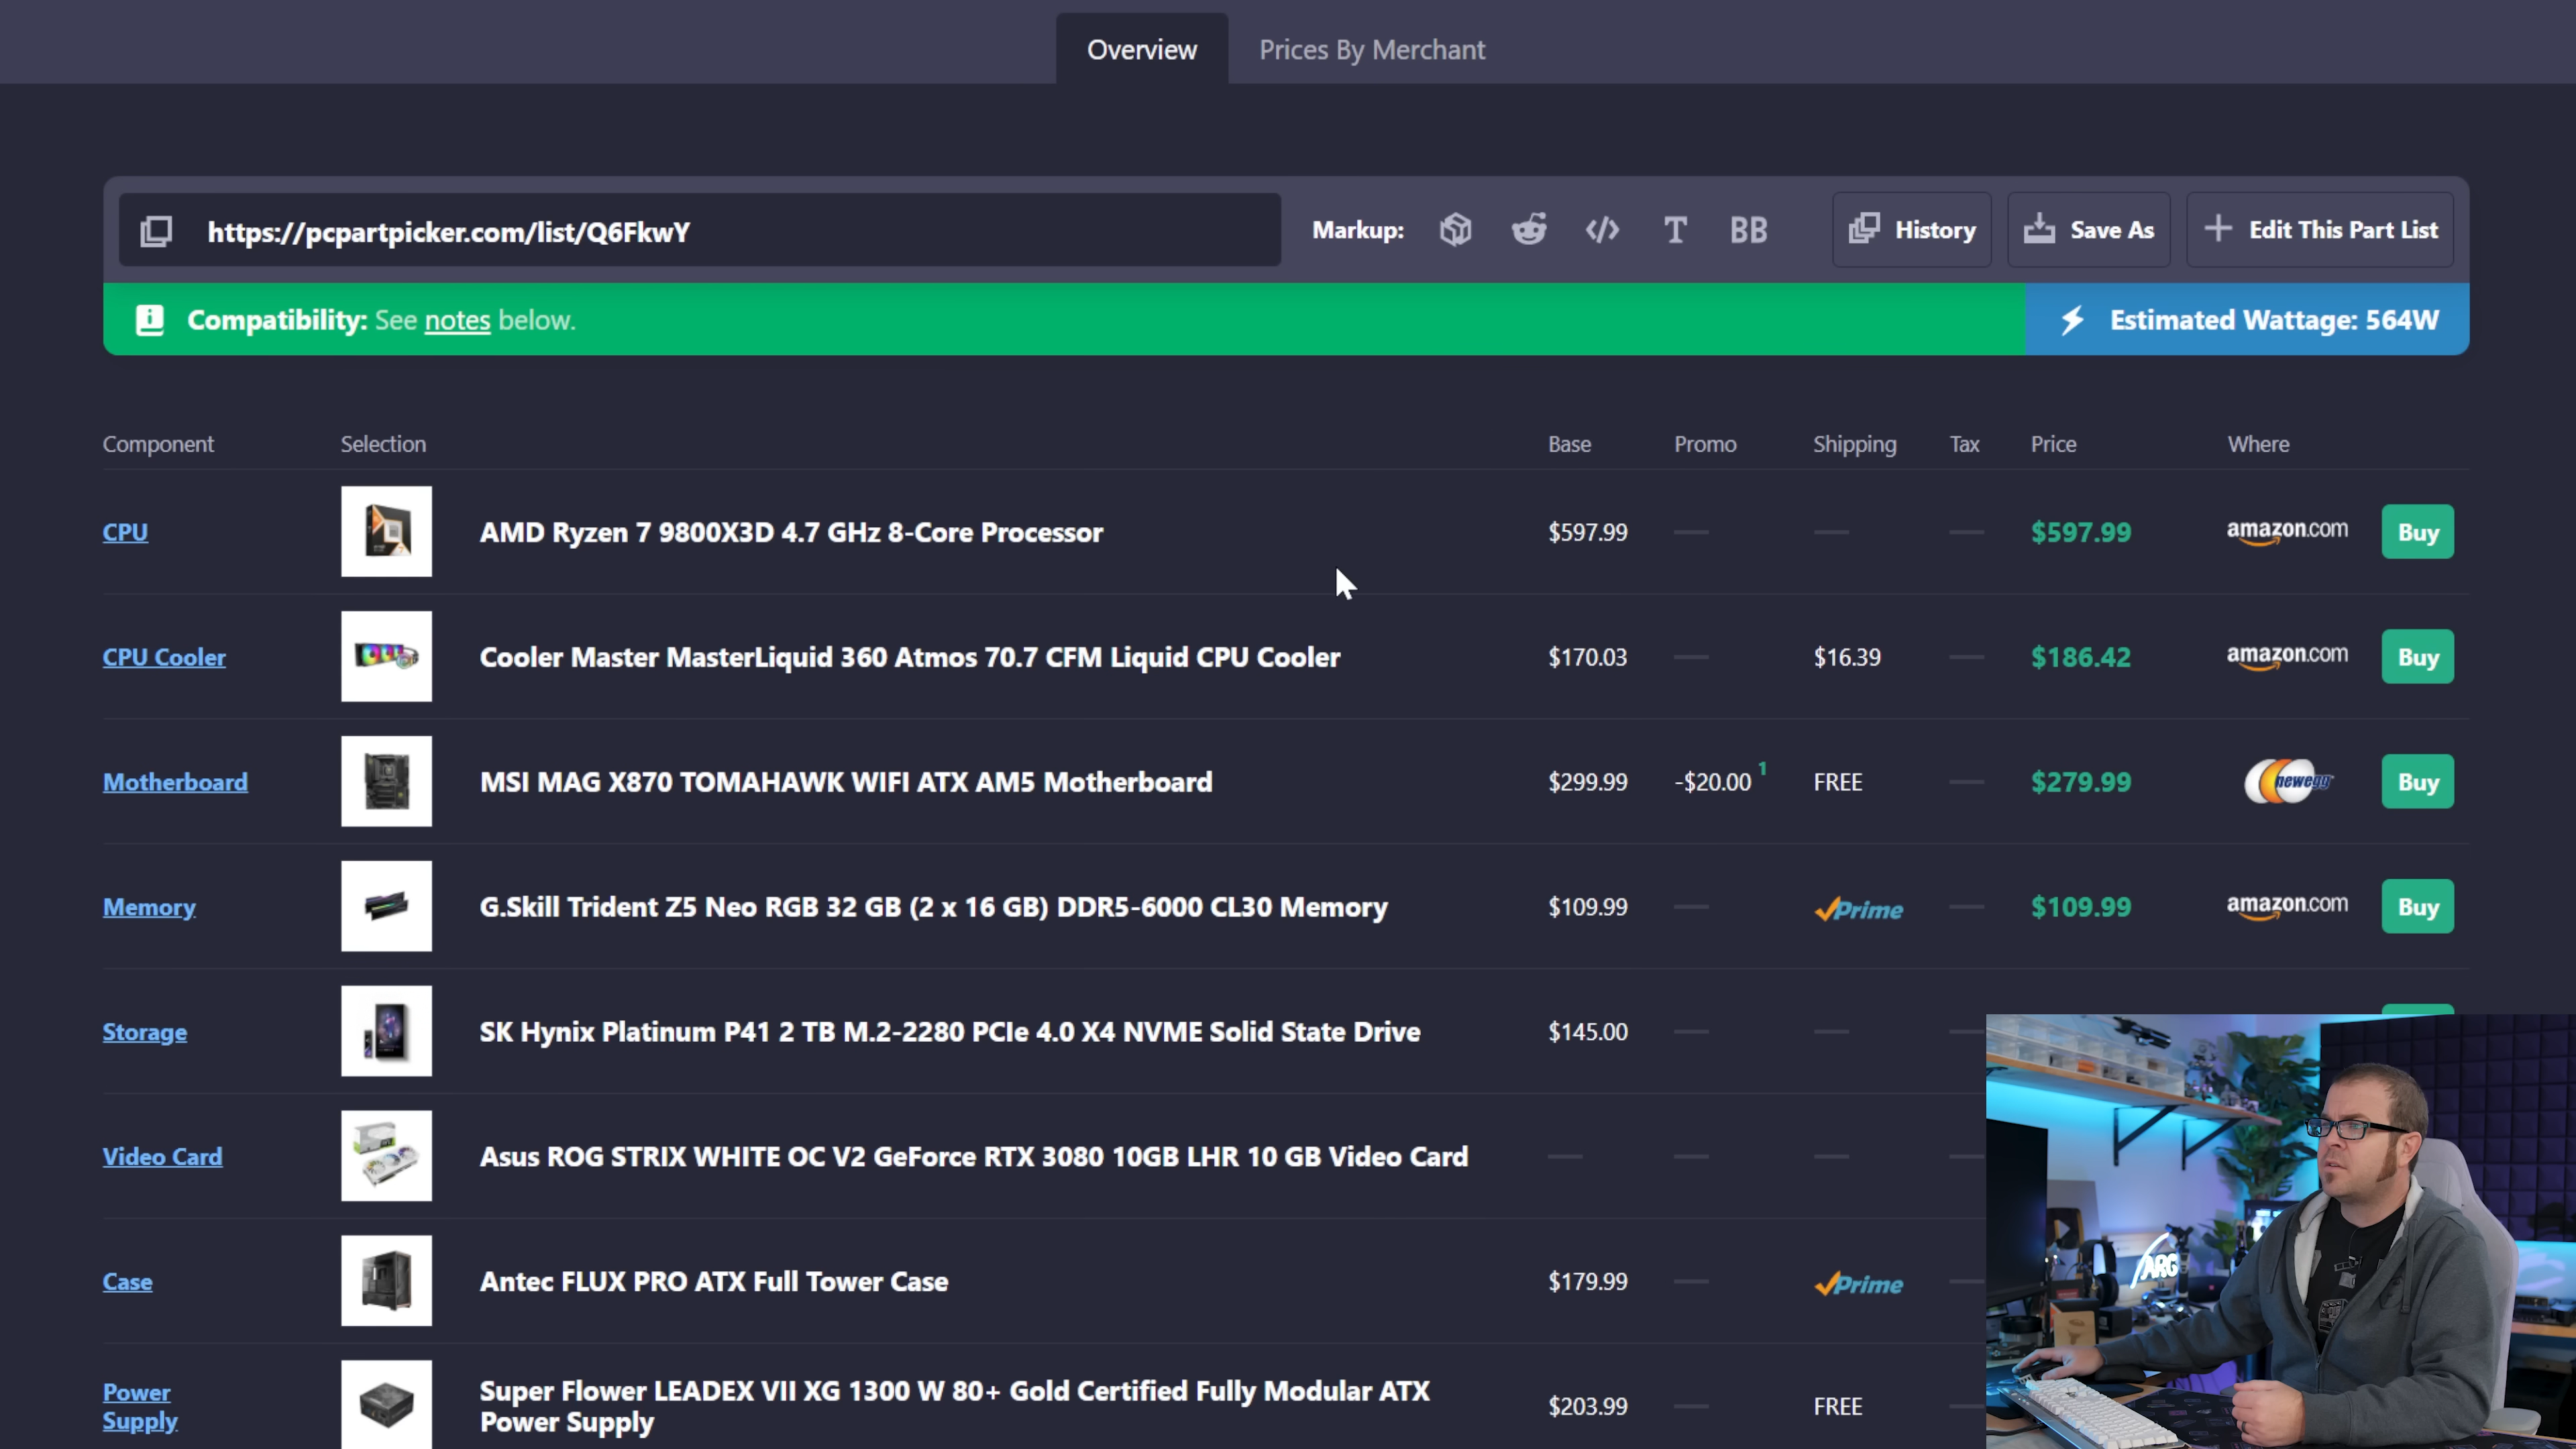 Overview Prices By Merchant
https://pcpartpicker.com/list/Q6FkwY Markup: T BB History Save As Edit This Part List
Compatibility: See notes below. Estimated Wattage: 564W
Component Selection Base Promo Shipping Tax Price Where
CPU AMD Ryzen 7 9800X3D 4.7 GHz 8-Core Processor $597.99 — — — $597.99 amazon.com Buy
CPU Cooler Cooler Master MasterLiquid 360 Atmos 70.7 CFM Liquid CPU Cooler $170.03 — $16.39 — $186.42 amazon.com Buy
Motherboard MSI MAG X870 TOMAHAWK WIFI ATX AM5 Motherboard $299.99 -$20.00 1 FREE — $279.99 newegg Buy
Memory G.Skill Trident Z5 Neo RGB 32 GB (2 x 16 GB) DDR5-6000 CL30 Memory $109.99 — Prime — $109.99 amazon.com Buy
Storage SK Hynix Platinum P41 2 TB M.2-2280 PCIe 4.0 X4 NVME Solid State Drive $145.00 — — —
Video Card Asus ROG STRIX WHITE OC V2 GeForce RTX 3080 10GB LHR 10 GB Video Card — — — —
Case Antec FLUX PRO ATX Full Tower Case $179.99 — Prime —
Power Super Flower LEADEX VII XG 1300 W 80+ Gold Certified Fully Modular ATX
Supply Power Supply $203.99 — FREE —
ARG